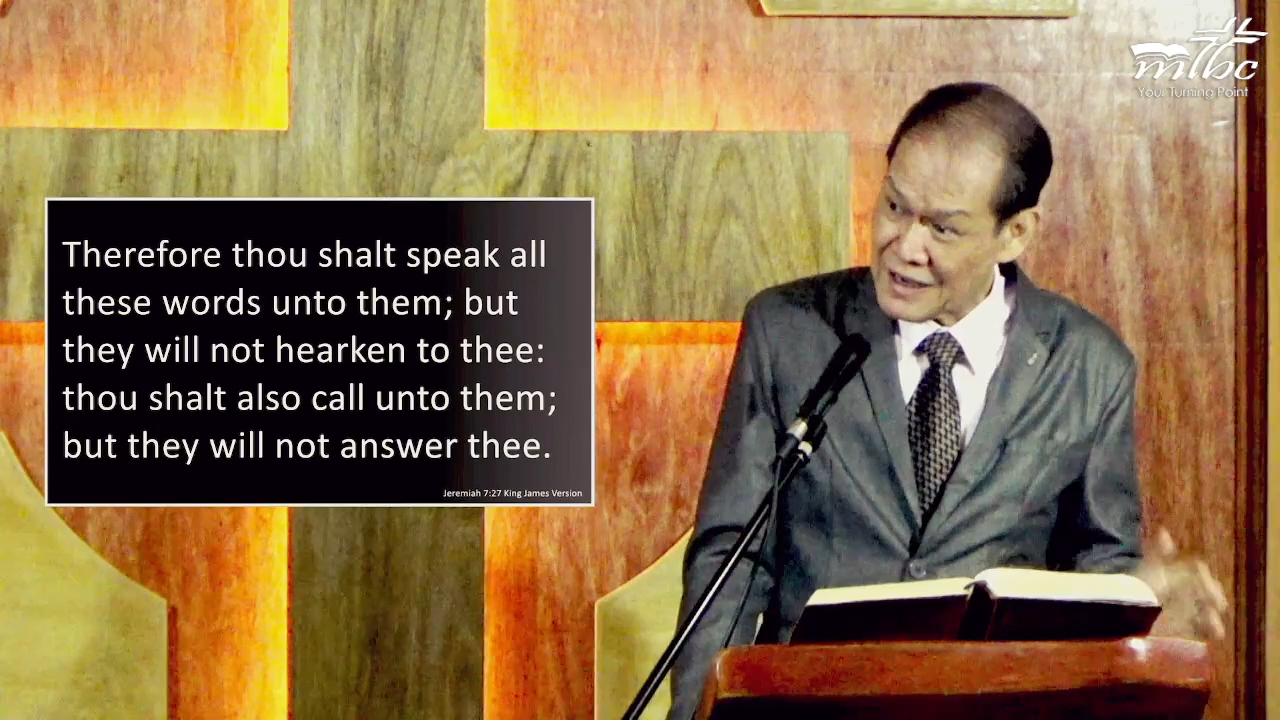 mlbc
Your Turning Point
Therefore thou shalt speak all
these words unto them; but
they will not hearken to thee:
thou shalt also call unto them;
but they will not answer thee.
Jeremiah 7:27 King James Version